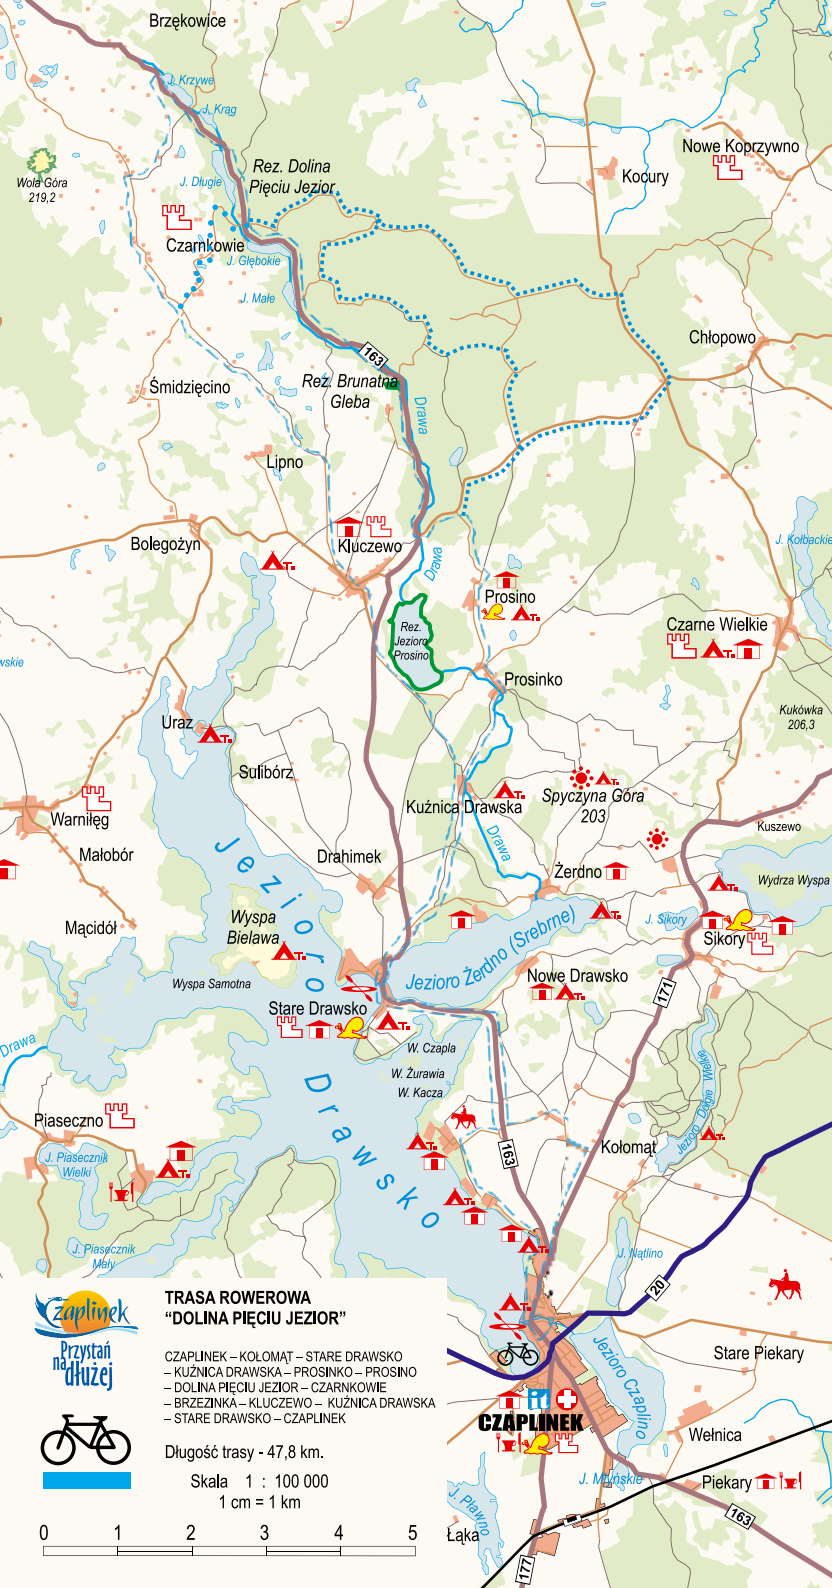 Brzękowice
J. Krzywe
J. Krąg
Nowe Koprzywno
Rez. Dolina
Pięciu Jezior
Kocury
J. Długie
Wola Góra
219,2
Czarnkowie
J. Głębokie
J. Małe
Chłopowo
163
Rez. Brunatna
Gleba
Śmidzięcino
Drawa
Lipno
Bolegożyn
Kluczewo
J. Kołbackie
Drawa
Prosino
Rez.
Jezioro
Prosino
Czarne Wielkie
wskie
Prosinko
Kukówka
206,3
Uraz
Sulibórz
Kuźnica Drawska
Spyczyna Góra
203
Warniłęg
Kuszewo
Małobór
Drahimek
Drawa
Żerdno
Wydrza Wyspa
Jezioro
Drawsko
Wyspa
Bielawa
Mącidół
J. Sikory
Sikory
Jezioro Żerdno (Srebrne)
Wyspa Samotna
Nowe Drawsko
171
Stare Drawsko
Drawa
W. Czapla
W. Żurawia
W. Kacza
Jezioro Dołgie Wielkie
Piaseczno
163
Kołomąt
J. Piasecznik
Wielki
J. Piasecznik
Mały
J. Nątlino
20
Czaplinek
Przystań
na dłużej
TRASA ROWEROWA
“DOLINA PIĘCIU JEZIOR”
CZAPLINEK – KOŁOMĄT – STARE DRAWSKO
– KUŹNICA DRAWSKA – PROSINKO – PROSINO
– DOLINA PIĘCIU JEZIOR – CZARNKOWIE
– BRZEZINKA – KLUCZEWO – KUŹNICA DRAWSKA
– STARE DRAWSKO – CZAPLINEK
Długość trasy - 47,8 km.
Skala 1 : 100 000
1 cm = 1 km
0 1 2 3 4 5
Stare Piekary
Jezioro Czaplino
CZAPLINEK
Wełnica
J. Młyńskie
Piekary
J. Pławno
163
Łąka
177